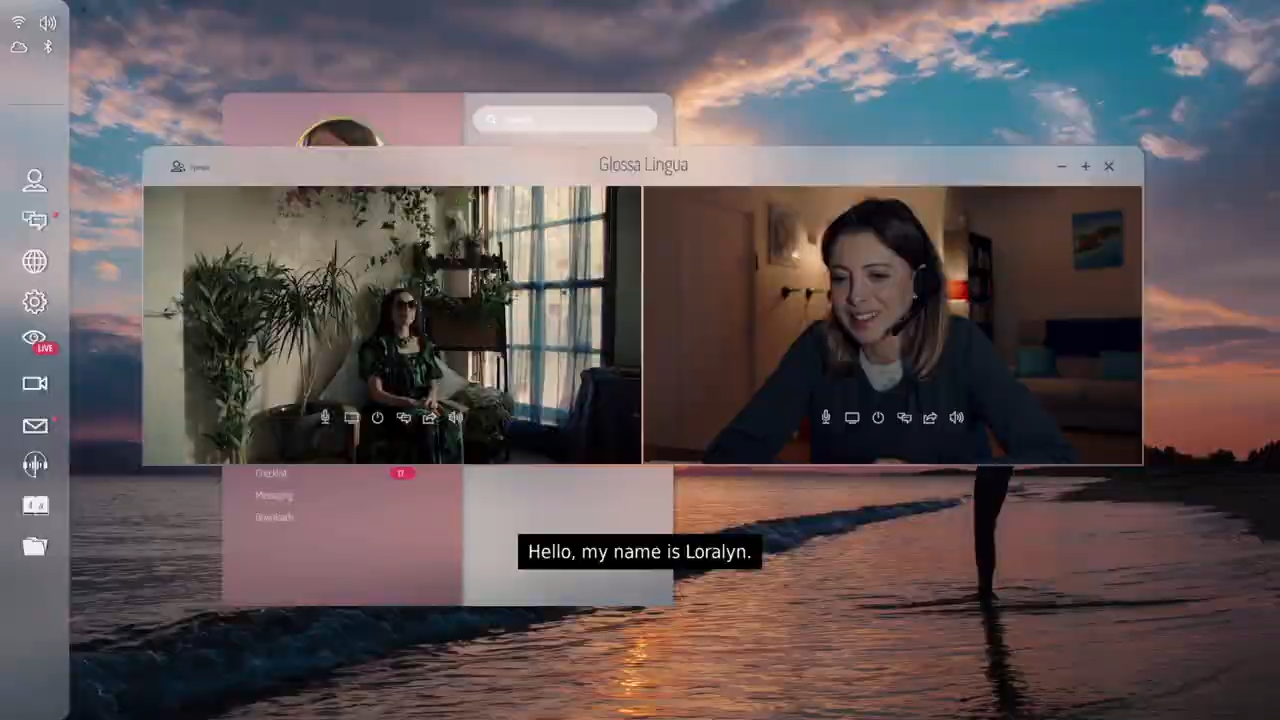 Glossa Lingua
LIVE
Checklist
17
Messaging
Downloads
Hello, my name is Loralyn.